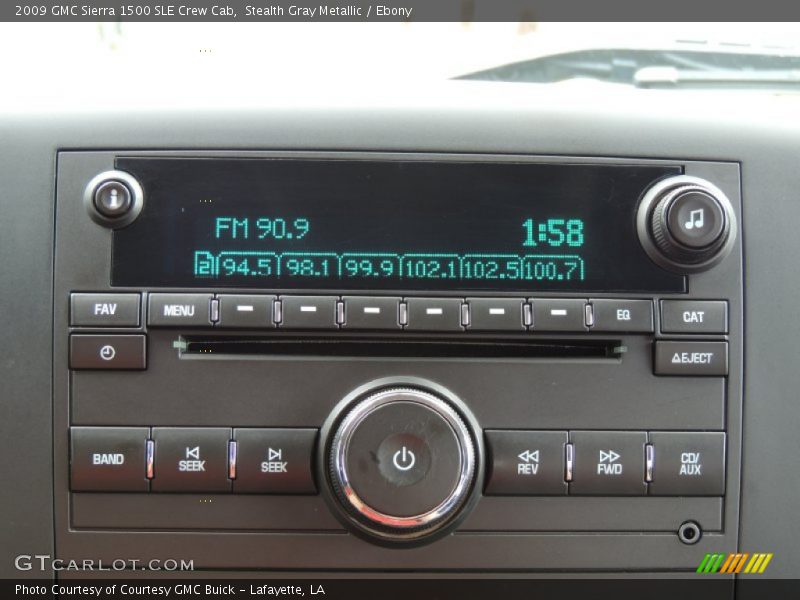 2009 GMC Sierra 1500 SLE Crew Cab, Stealth Gray Metallic / Ebony
i
FM 90.9 1:58
2 94.5 98.1 99.9 102.1 102.5 100.7
FAV MENU EQ CAT
EJECT
BAND SEEK SEEK REV FWD CD/AUX
GTCARLOT.COM
Photo Courtesy of Courtesy GMC Buick - Lafayette, LA